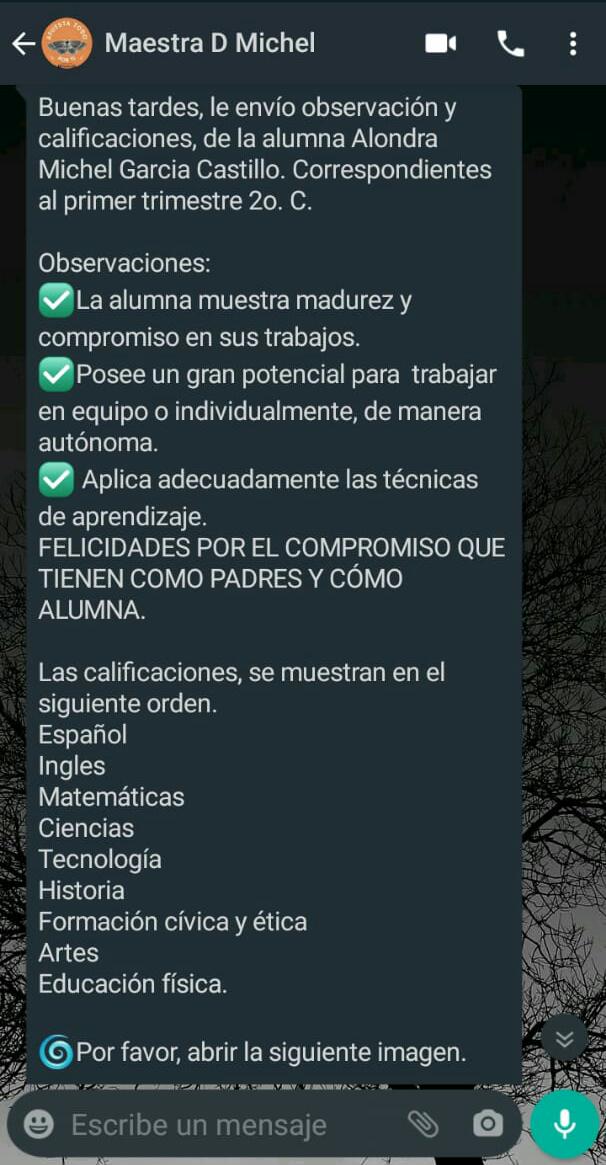 Maestra D Michel
Buenas tardes, le envío observación y
calificaciones, de la alumna Alondra
Michel Garcia Castillo. Correspondientes
al primer trimestre 2o. C.
Observaciones:
✅La alumna muestra madurez y
compromiso en sus trabajos.
✅Posee un gran potencial para  trabajar
en equipo o individualmente, de manera
autónoma.
✅ Aplica adecuadamente las técnicas
de aprendizaje.
FELICIDADES POR EL COMPROMISO QUE
TIENEN COMO PADRES Y CÓMO
ALUMNA.
Las calificaciones, se muestran en el
siguiente orden.
Español
Ingles
Matemáticas
Ciencias
Tecnología
Historia
Formación cívica y ética
Artes
Educación física.
🌀Por favor, abrir la siguiente imagen.
Escribe un mensaje